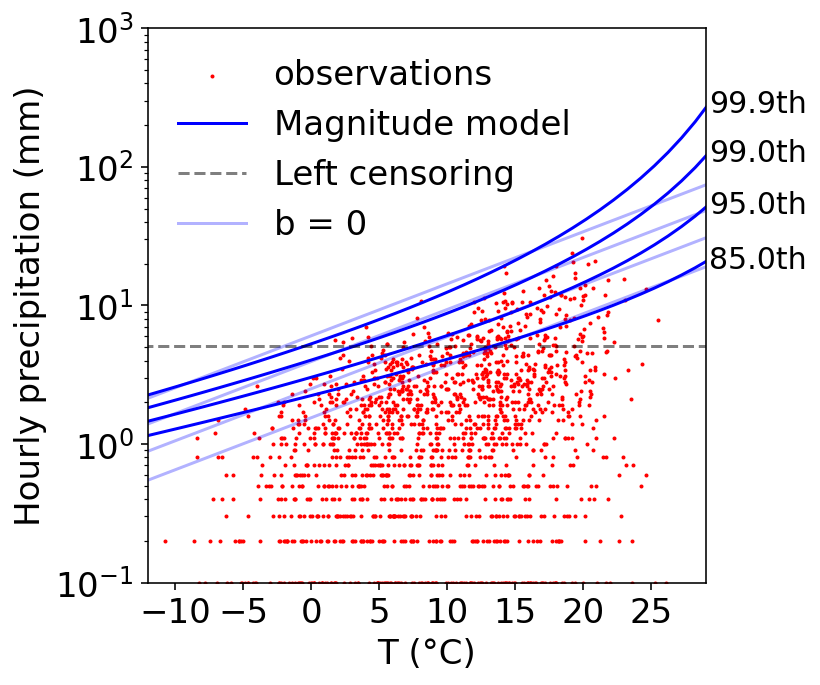 Hourly precipitation (mm)
10³
10²
10¹
10⁰
10⁻¹
observations
Magnitude model
Left censoring
b = 0
99.9th
99.0th
95.0th
85.0th
−10 −5 0 5 10 15 20 25
T (°C)